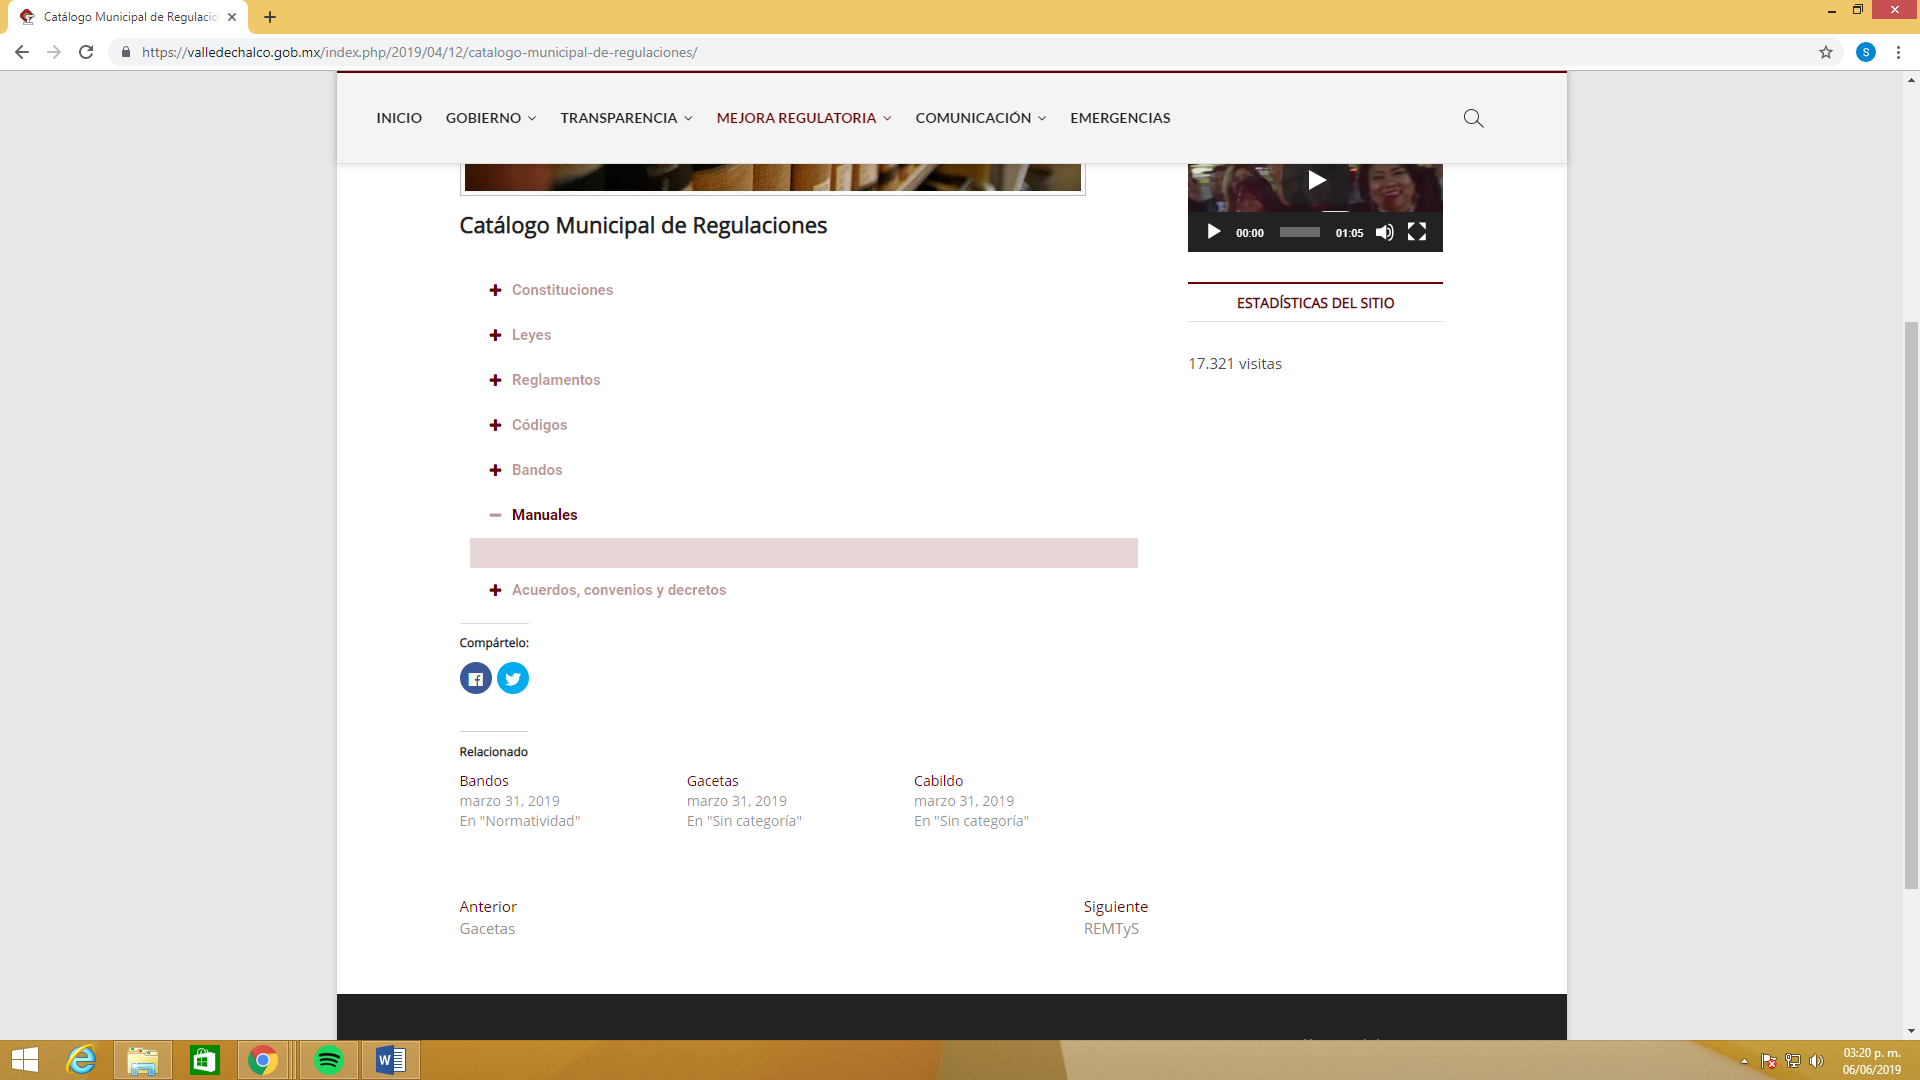 Catálogo Municipal de Regulacio
https://valledechalco.gob.mx/index.php/2019/04/12/catalogo-municipal-de-regulaciones/
S
INICIO GOBIERNO TRANSPARENCIA MEJORA REGULATORIA COMUNICACIÓN EMERGENCIAS
00:00 01:05
Catálogo Municipal de Regulaciones
Constituciones
Leyes
Reglamentos
Códigos
Bandos
Manuales
Acuerdos, convenios y decretos
ESTADÍSTICAS DEL SITIO
17.321 visitas
Compártelo:
Relacionado
Bandos
marzo 31, 2019
En "Normatividad"
Gacetas
marzo 31, 2019
En "Sin categoría"
Cabildo
marzo 31, 2019
En "Sin categoría"
Anterior
Gacetas
Siguiente
REMTyS
03:20 p. m.
06/06/2019